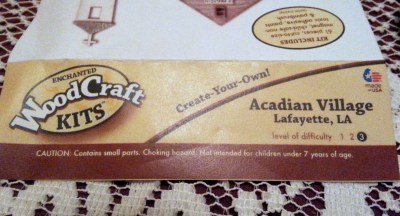 KIT INCLUDES
ENCHANTED
WoodCraft
KITS
Create-Your-Own!
Acadian Village
Lafayette, LA
level of difficulty 1 2 3
CAUTION: Contains small parts. Choking hazard. Not intended for children under 7 years of age.